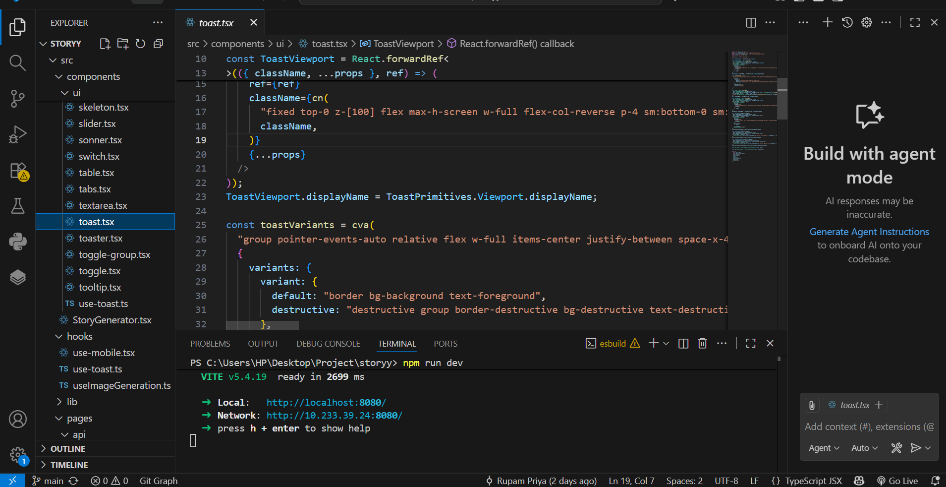 EXPLORER
STORYY
src
components
ui
skeleton.tsx
slider.tsx
sonner.tsx
switch.tsx
table.tsx
tabs.tsx
textarea.tsx
toast.tsx
toaster.tsx
toggle-group.tsx
toggle.tsx
tooltip.tsx
TS use-toast.ts
StoryGenerator.tsx
hooks
use-mobile.tsx
TS use-toast.ts
TS useImageGeneration.ts
lib
pages
api
OUTLINE
TIMELINE
toast.tsx
src > components > ui > toast.tsx > ToastViewport > React.forwardRef() callback
10 const ToastViewport = React.forwardRef<
13 >(({ className, ...props }, ref) => (
15 ref={ref}
16 className={cn(
17 "fixed top-0 z-[100] flex max-h-screen w-full flex-col-reverse p-4 sm:bottom-0 sm:
18 className,
19 )}
20 {...props}
21 />
22 ));
23 ToastViewport.displayName = ToastPrimitives.Viewport.displayName;
24
25 const toastVariants = cva(
26 "group pointer-events-auto relative flex w-full items-center justify-between space-x-4
27 {
28 variants: {
29 variant: {
30 default: "border bg-background text-foreground",
31 destructive: "destructive group border-destructive bg-destructive text-destructi
32 },
PROBLEMS OUTPUT DEBUG CONSOLE TERMINAL PORTS
esbuild
PS C:\Users\HP\Desktop\Project\storyy> npm run dev
VITE v5.4.19 ready in 2699 ms
➜ Local: http://localhost:8080/
➜ Network: http://10.233.39.24:8080/
➜ press h + enter to show help
Build with agent
mode
AI responses may be
inaccurate.
Generate Agent Instructions
to onboard AI onto your
codebase.
toast.tsx +
Add context (#), extensions (@
Agent Auto
1
main 0 0 Git Graph
Rupam Priya (2 days ago) Ln 19, Col 7 Spaces: 2 UTF-8 LF {} TypeScript JSX Go Live